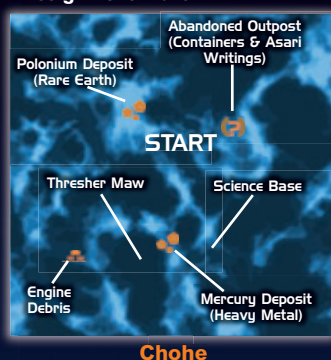 Abandoned Outpost
(Containers & Asari
Writings)
Polonium Deposit
(Rare Earth)
START
Thresher Maw
Science Base
Engine
Debris
Mercury Deposit
(Heavy Metal)
Chohe